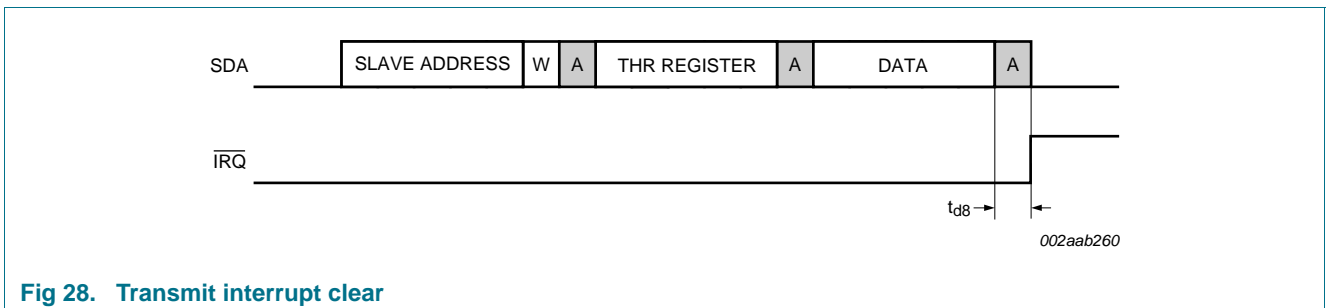 SDA SLAVE ADDRESS W A THR REGISTER A DATA A
IRQ
td8
002aab260
Fig 28. Transmit interrupt clear